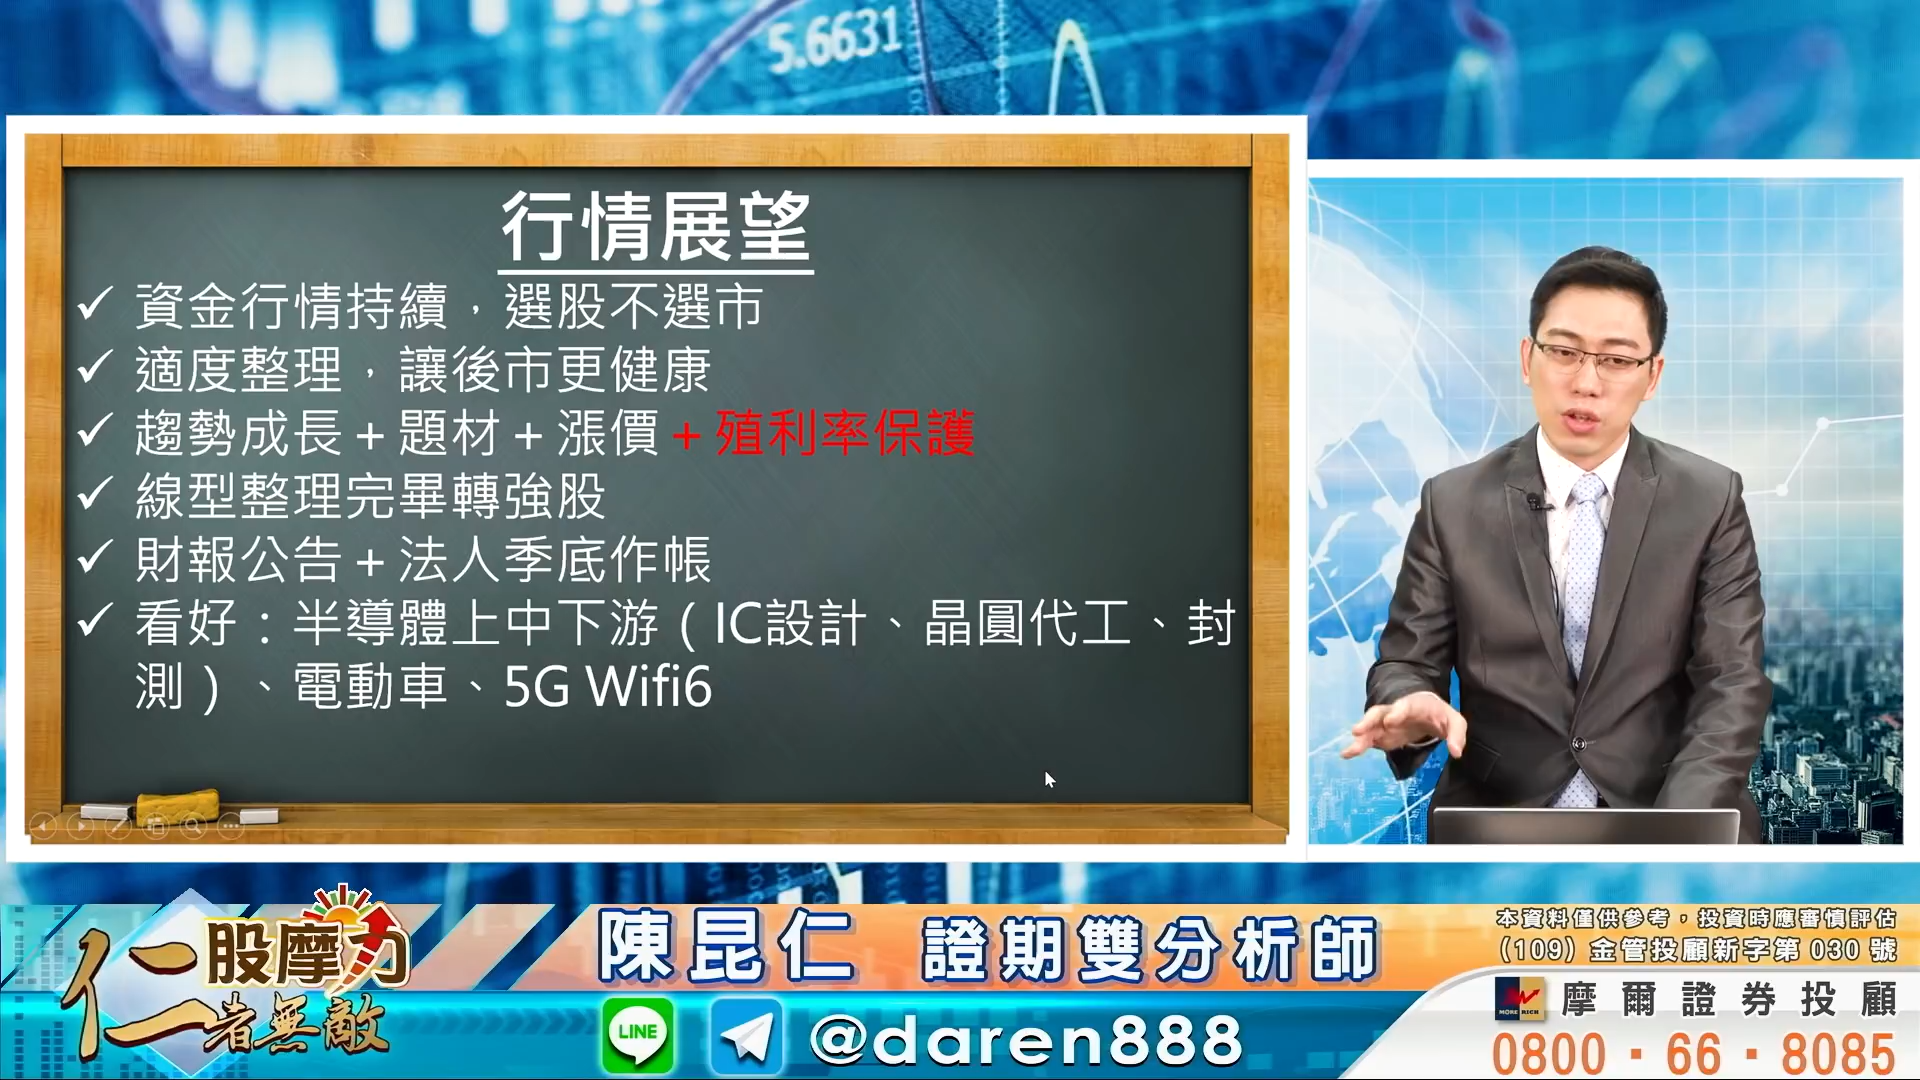 5.6631
行情展望
✓ 資金行情持續，選股不選市
✓ 適度整理，讓後市更健康
✓ 趨勢成長+題材+漲價+殖利率保護
✓ 線型整理完畢轉強股
✓ 財報公告+法人季底作帳
✓ 看好：半導體上中下游（IC設計、晶圓代工、封
測）、電動車、5G Wifi6
股摩力
仁者無敵
陳昆仁 證期雙分析師
LINE
@daren888
本資料僅供參考，投資時應審慎評估
（109）金管投顧新字第 030 號
MORE RICH
摩爾證券投顧
0800·66·8085